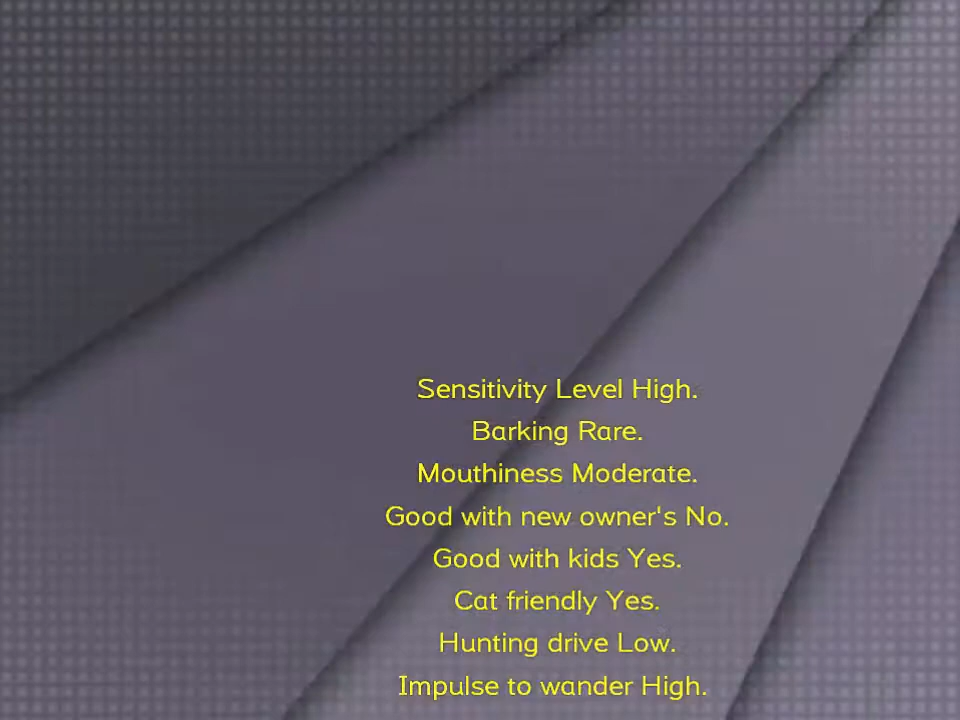 Sensitivity Level High.
Barking Rare.
Mouthiness Moderate.
Good with new owner's No.
Good with kids Yes.
Cat friendly Yes.
Hunting drive Low.
Impulse to wander High.